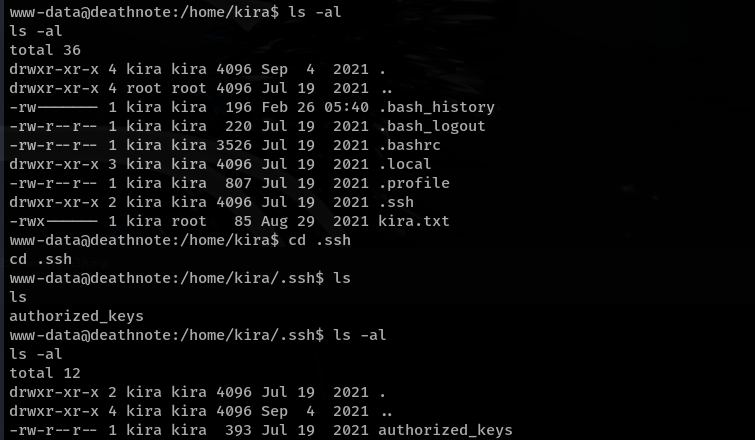 www-data@deathnote:/home/kira$ ls -al
ls -al
total 36
drwxr-xr-x 4 kira kira 4096 Sep  4  2021 .
drwxr-xr-x 4 root root 4096 Jul 19  2021 ..
-rw------- 1 kira kira  196 Feb 26 05:40 .bash_history
-rw-r--r-- 1 kira kira  220 Jul 19  2021 .bash_logout
-rw-r--r-- 1 kira kira 3526 Jul 19  2021 .bashrc
drwxr-xr-x 3 kira kira 4096 Jul 19  2021 .local
-rw-r--r-- 1 kira kira  807 Jul 19  2021 .profile
drwxr-xr-x 2 kira kira 4096 Jul 19  2021 .ssh
-rwx------ 1 kira root   85 Aug 29  2021 kira.txt
www-data@deathnote:/home/kira$ cd .ssh
cd .ssh
www-data@deathnote:/home/kira/.ssh$ ls
ls
authorized_keys
www-data@deathnote:/home/kira/.ssh$ ls -al
ls -al
total 12
drwxr-xr-x 2 kira kira 4096 Jul 19  2021 .
drwxr-xr-x 4 kira kira 4096 Sep  4  2021 ..
-rw-r--r-- 1 kira kira  393 Jul 19  2021 authorized_keys